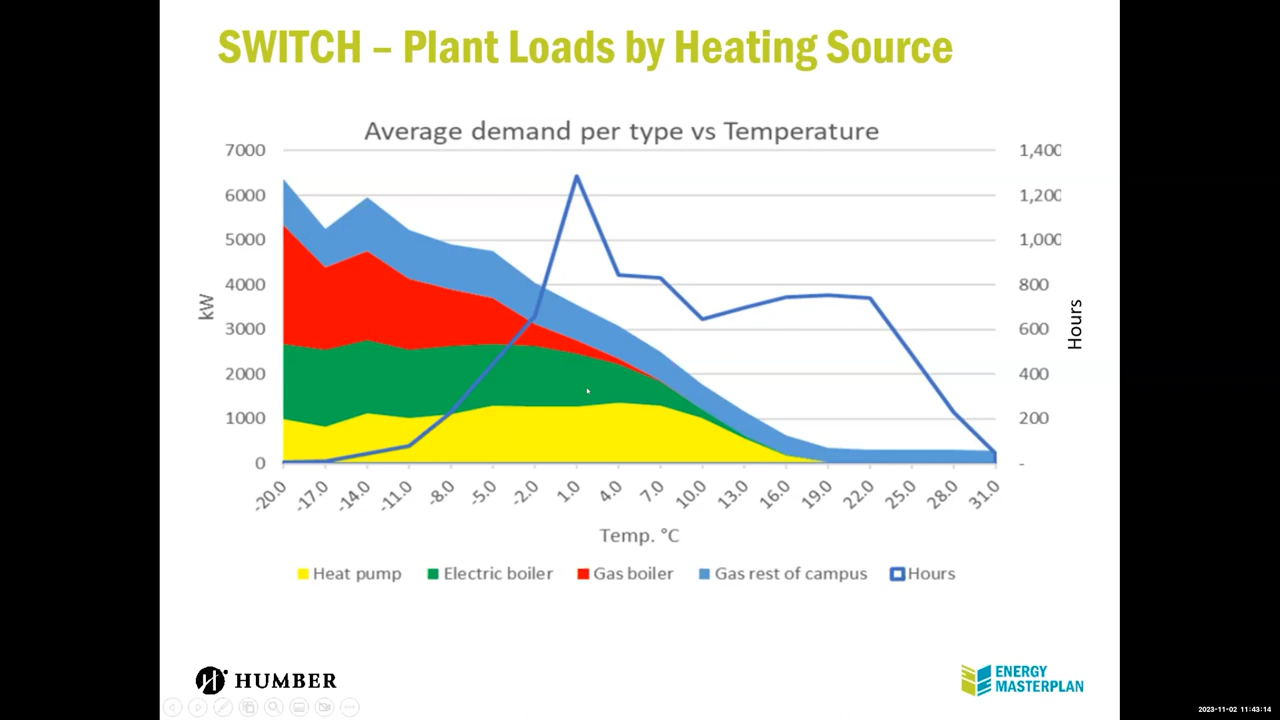 SWITCH – Plant Loads by Heating Source
Average demand per type vs Temperature
7000
6000
5000
4000
3000
2000
1000
0
kW
1,400
1,200
1,000
800
600
400
200
-
Hours
-20.0 -17.0 -14.0 -11.0 -8.0 -5.0 -2.0 1.0 4.0 7.0 10.0 13.0 16.0 19.0 22.0 25.0 28.0 31.0
Temp. °C
Heat pump Electric boiler Gas boiler Gas rest of campus Hours
HUMBER
ENERGY
MASTERPLAN
2023-11-02 11:43:14